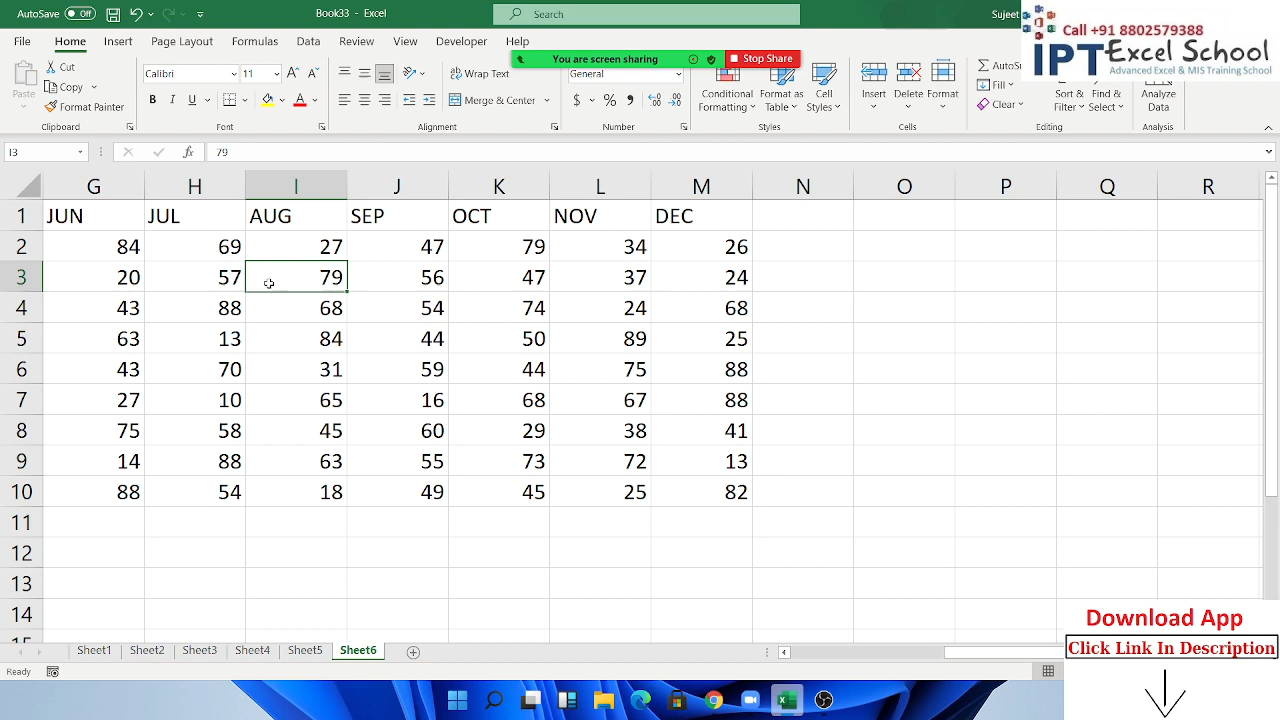 AutoSave Off Book33 - Excel Search Sujeet
Call +91 8802579388
IPT Excel School
Advanced Excel & MIS Training School
File Home Insert Page Layout Formulas Data View Developer Help
You are screen sharing Stop Share
Paste Cut Copy Format Painter Clipboard
Calibri 11 B I U A Font
Wrap Text Merge & Center Alignment
General $ % Number
Conditional Formatting Format as Table Cell Styles Styles
Insert Delete Format Cells
Fill Clear Sort & Filter Find & Select Editing
Analyze Data Analysis
I3 fx 79
G H I J K L M N O P Q R
1 JUN JUL AUG SEP OCT NOV DEC
2 84 69 27 47 79 34 26
3 20 57 79 56 47 37 24
4 43 88 68 54 74 24 68
5 63 13 84 44 50 89 25
6 43 70 31 59 44 75 88
7 27 10 65 16 68 67 88
8 75 58 45 60 29 38 41
9 14 88 63 55 73 72 13
10 88 54 18 49 45 25 82
11
12
13
14
Sheet1 Sheet2 Sheet3 Sheet4 Sheet5 Sheet6
Ready
Download App
Click Link In Description